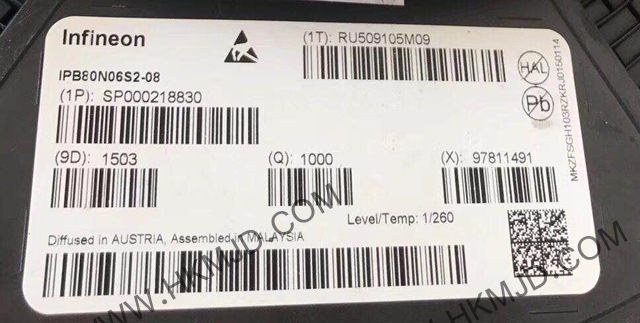 Infineon
(1T): RU509105M09
IPB80N06S2-08
(1P): SP000218830
HAL
Pb
MKZFSGH103RZKRJ0150114
(9D): 1503
(Q): 1000
(X): 97811491
Level/Temp: 1/260
Diffused in AUSTRIA, Assembled in MALAYSIA
WWW.HKMJD.COM
WWW.HKMJD.COM